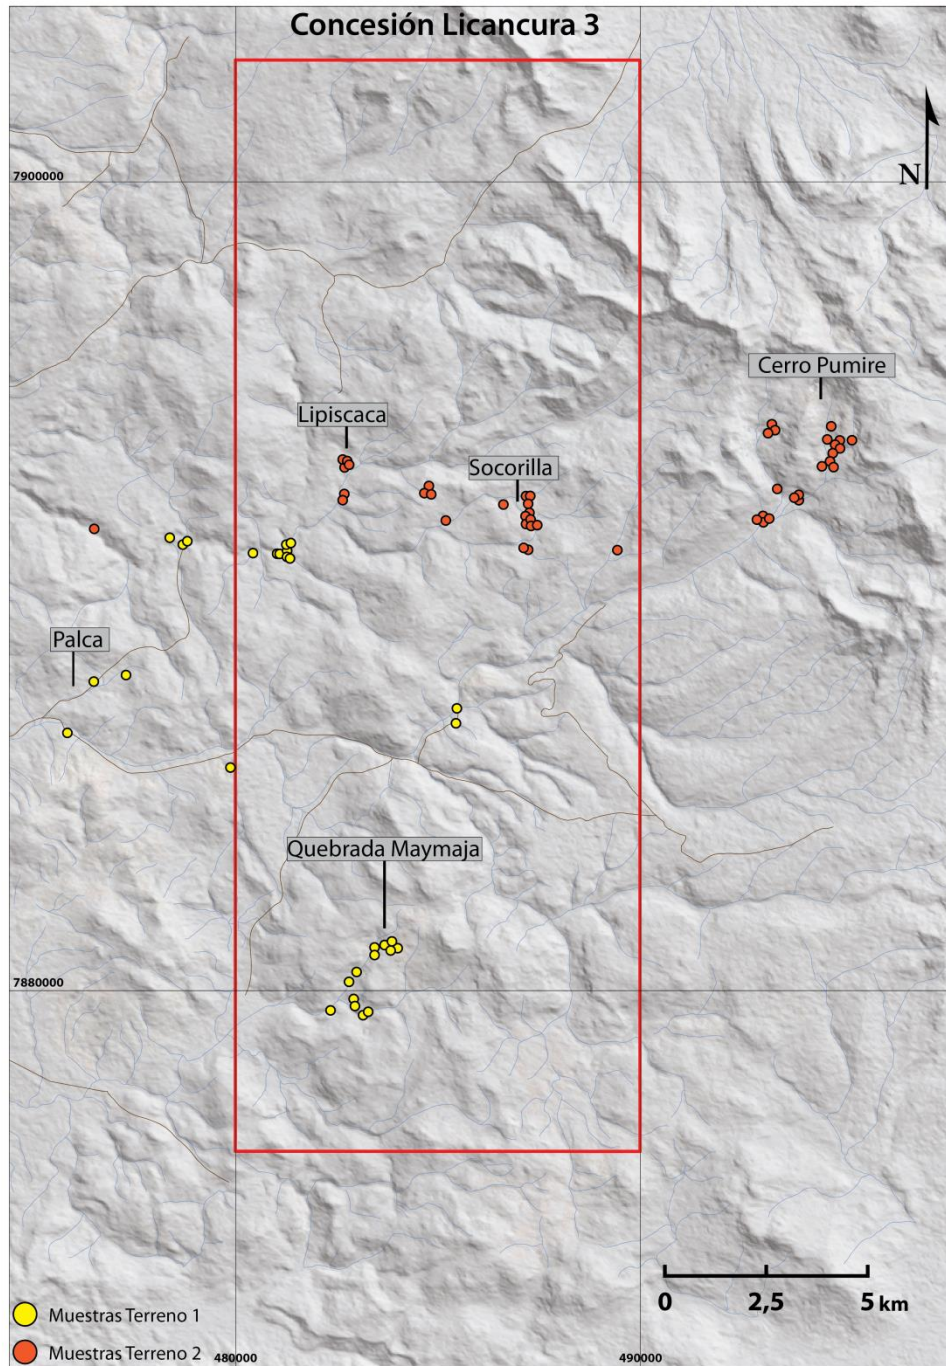 Concesión Licancura 3
7900000
N
Cerro Pumire
Lipiscaca
Socorilla
Palca
Quebrada Maymaja
7880000
0 2,5 5 km
Muestras Terreno 1
Muestras Terreno 2
480000 490000